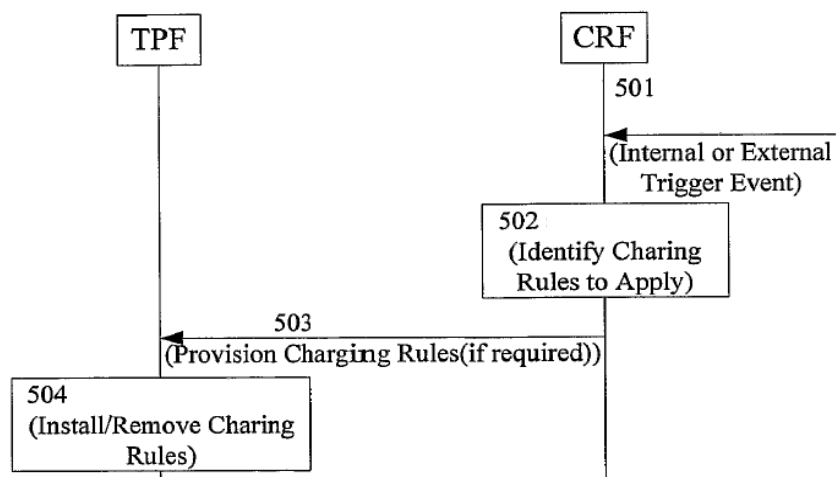 TPF
CRF
501
(Internal or External
Trigger Event)
502
(Identify Charing
Rules to Apply)
503
(Provision Charging Rules(if required))
504
(Install/Remove Charing
Rules)